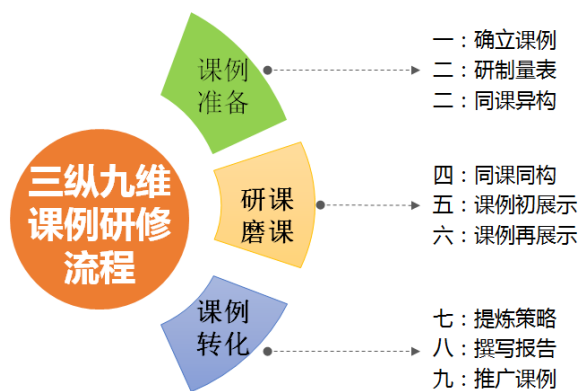 三纵九维
课例研修
流程
课例
准备
一：确立课例
二：研制量表
二：同课异构
研课
磨课
四：同课同构
五：课例初展示
六：课例再展示
课例
转化
七：提炼策略
八：撰写报告
九：推广课例